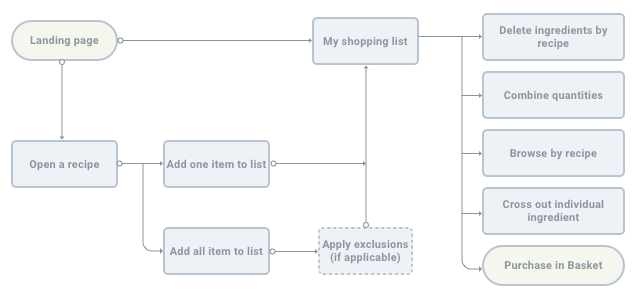 Landing page
My shopping list
Delete ingredients by
recipe
Combine quantities
Open a recipe
Add one item to list
Browse by recipe
Cross out individual
ingredient
Add all item to list
Apply exclusions
(if applicable)
Purchase in Basket